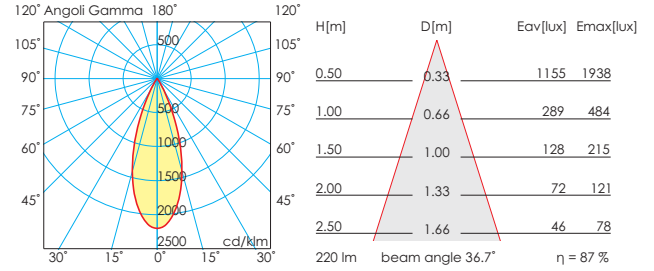 120° Angoli Gamma 180° 120°
105° 500 105°
90° 90°
75° 500 75°
60° 1000 60°
1500
45° 2000 45°
2500 cd/klm
30° 15° 0° 15° 30°
H[m] D[m] Eav[lux] Emax[lux]
0.50 0.33 1155 1938
1.00 0.66 289 484
1.50 1.00 128 215
2.00 1.33 72 121
2.50 1.66 46 78
220 lm beam angle 36.7° η = 87 %